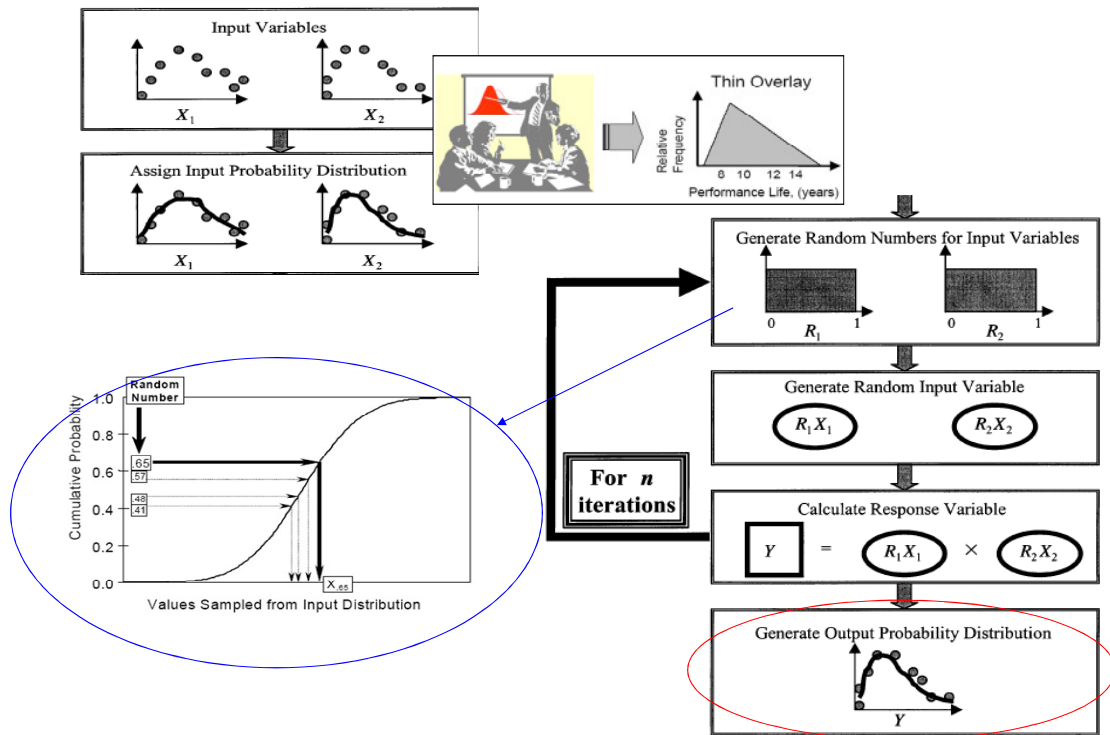 Input Variables
X₁
X₂
Assign Input Probability Distribution
X₁
X₂
Thin Overlay
Relative
Frequency
8 10 12 14
Performance Life, (years)
Generate Random Numbers for Input Variables
0 1
R₁
0 1
R₂
Generate Random Input Variable
R₁X₁
R₂X₂
Calculate Response Variable
Y = R₁X₁ × R₂X₂
For n
iterations
Generate Output Probability Distribution
Y
Random
Number
Cumulative Probability
1.0
0.8
.65
0.6
.57
.48
0.4
.41
0.2
0.0
X.65
Values Sampled from Input Distribution